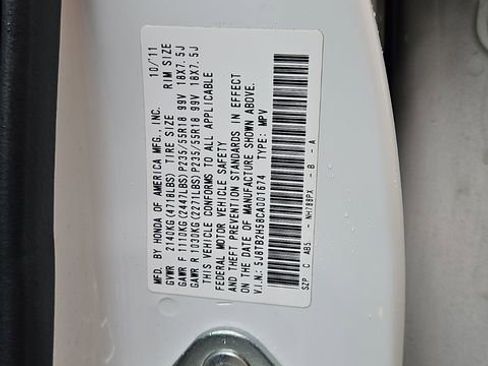 MFD. BY HONDA OF AMERICA MFG., INC. 10/'11
GVWR 2140KG(4718LBS) TIRE SIZE RIM SIZE
GAWR F 1110KG(2447LBS) P235/55R18 99V 18X7.5J
GAWR R 1030KG(2271LBS) P235/55R18 99V 18X7.5J
THIS VEHICLE CONFORMS TO ALL APPLICABLE
FEDERAL MOTOR VEHICLE SAFETY
AND THEFT PREVENTION STANDARDS IN EFFECT
ON THE DATE OF MANUFACTURE SHOWN ABOVE.
V.I.N.: 5J8TB2H58CA001674 TYPE: MPV
SZP C AB5 - NH788PX - B - A